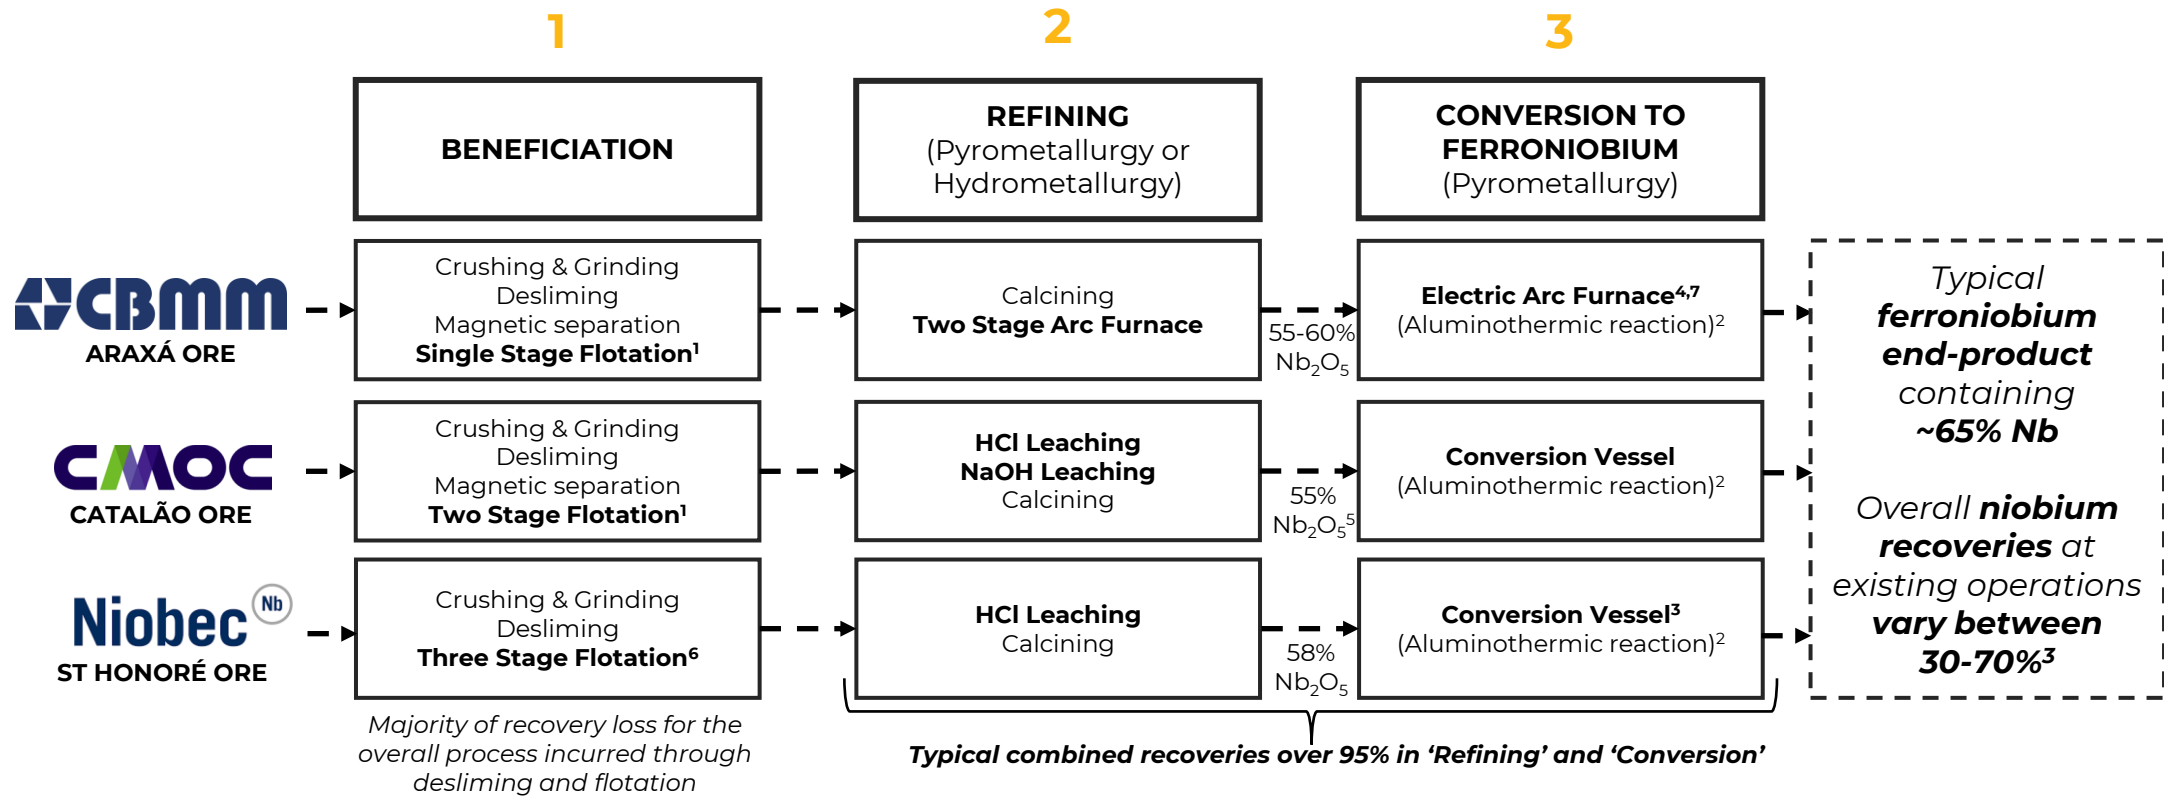 1
2
3
BENEFICIATION
REFINING
(Pyrometallurgy or
Hydrometallurgy)
CONVERSION TO
FERRONIOBIUM
(Pyrometallurgy)
CBMM
ARAXÁ ORE
Crushing & Grinding
Desliming
Magnetic separation
Single Stage Flotation¹
Calcining
Two Stage Arc Furnace
55-60%
Nb₂O₅
Electric Arc Furnace⁴,⁷
(Aluminothermic reaction)²
CMOC
CATALÃO ORE
Crushing & Grinding
Desliming
Magnetic separation
Two Stage Flotation¹
HCl Leaching
NaOH Leaching
Calcining
55%
Nb₂O₅⁵
Conversion Vessel
(Aluminothermic reaction)²
Niobec Nb
ST HONORÉ ORE
Crushing & Grinding
Desliming
Three Stage Flotation⁶
HCl Leaching
Calcining
58%
Nb₂O₅
Conversion Vessel³
(Aluminothermic reaction)²
Typical
ferroniobium
end-product
containing
~65% Nb
Overall niobium
recoveries at
existing operations
vary between
30-70%³
Majority of recovery loss for the
overall process incurred through
desliming and flotation
Typical combined recoveries over 95% in ‘Refining’ and ‘Conversion’